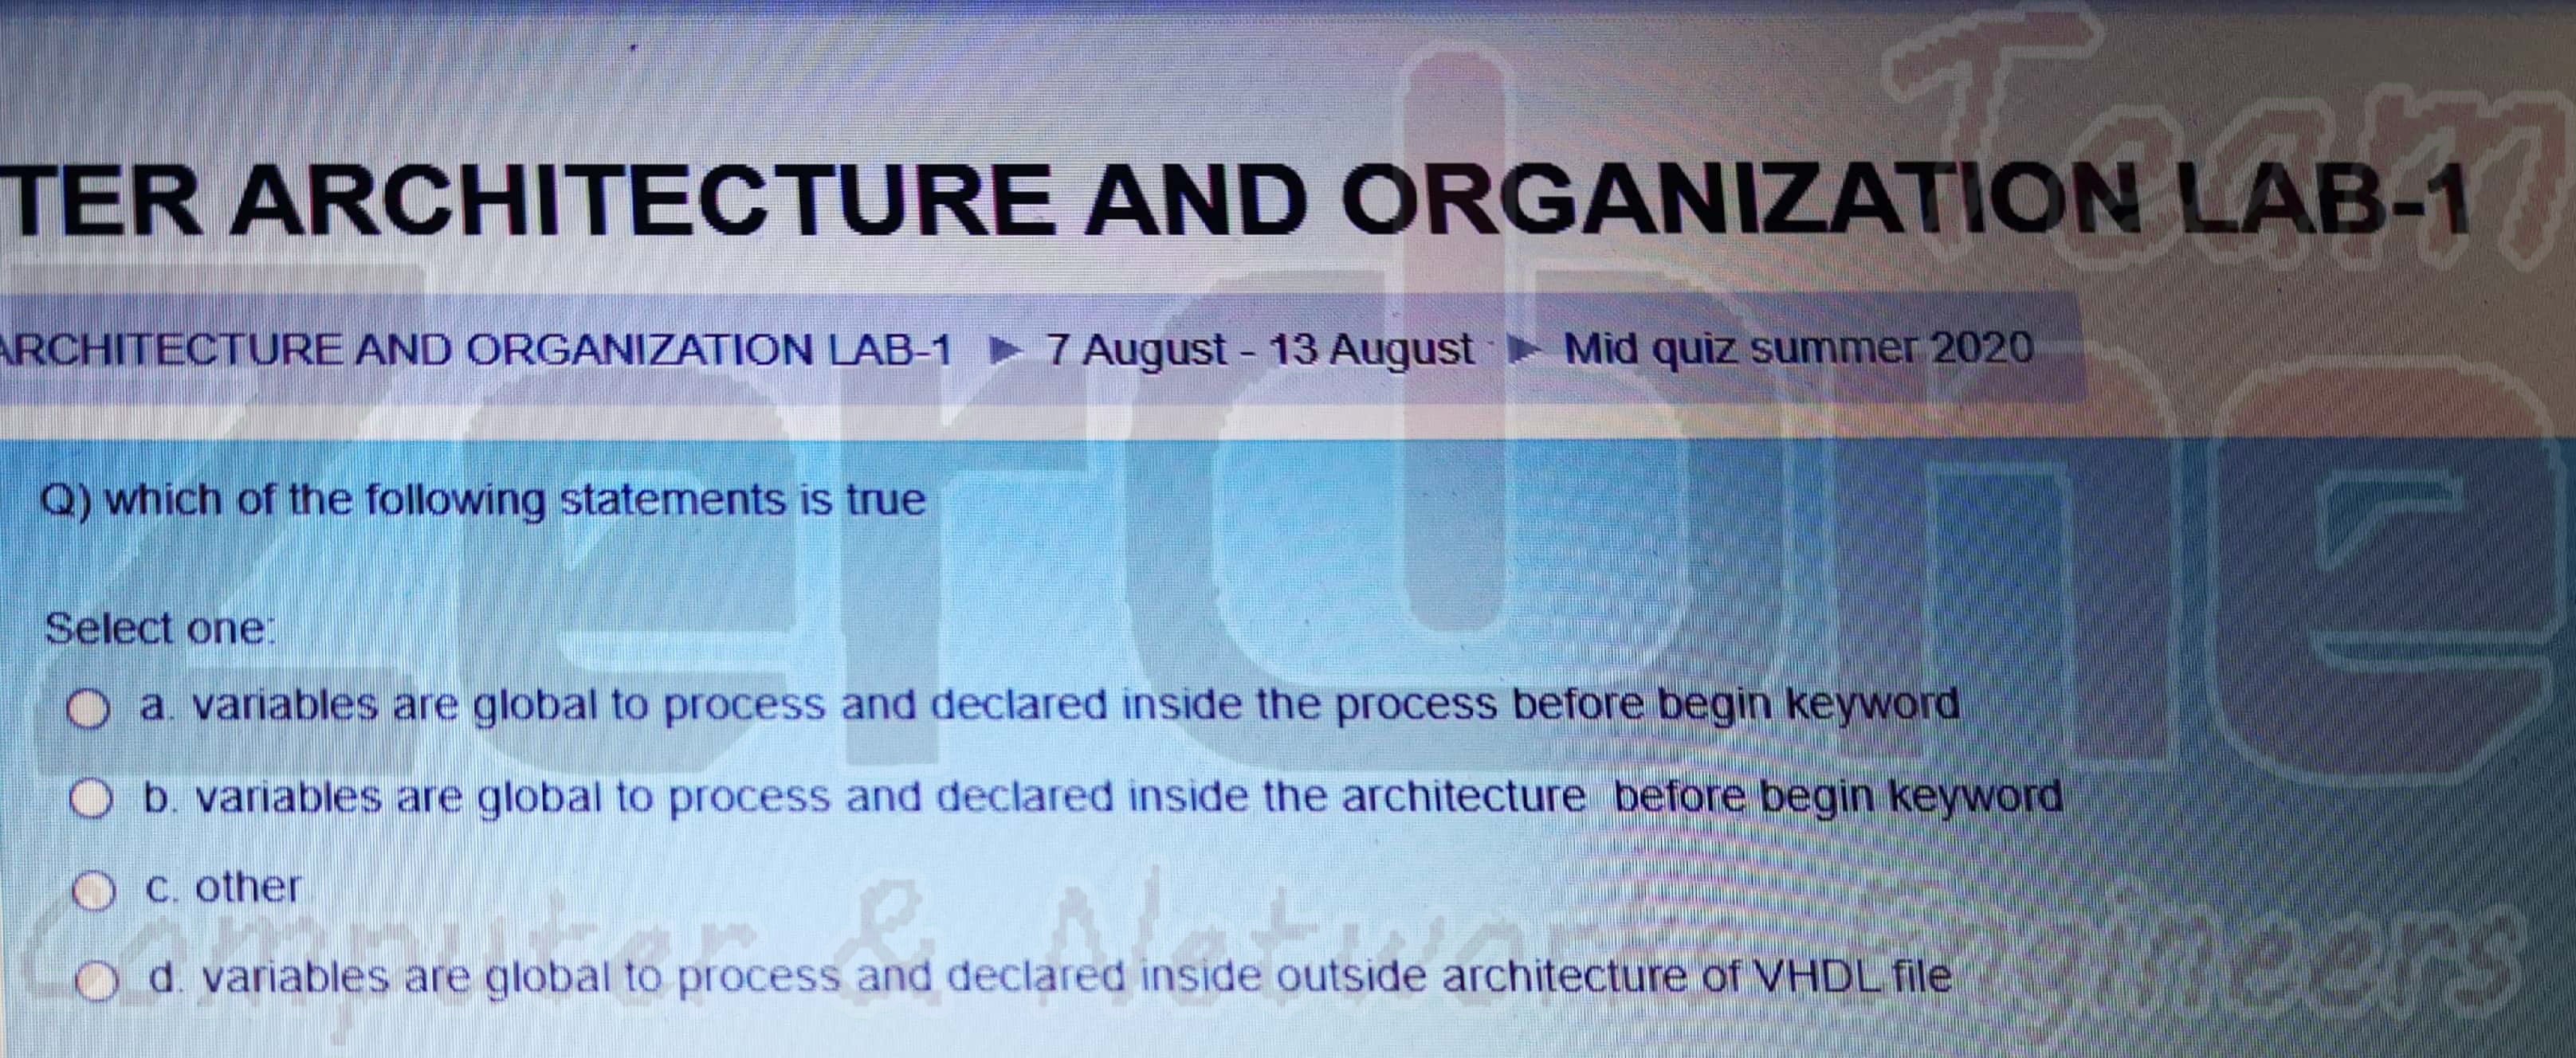 TER ARCHITECTURE AND ORGANIZATION LAB-1
ARCHITECTURE AND ORGANIZATION LAB-1 ► 7 August - 13 August ► Mid quiz summer 2020
Q) which of the following statements is true
Select one:
a. variables are global to process and declared inside the process before begin keyword
b. variables are global to process and declared inside the architecture before begin keyword
c. other
d. variables are global to process and declared inside outside architecture of VHDL file
Team
Zerone
Computer & Network Engineers